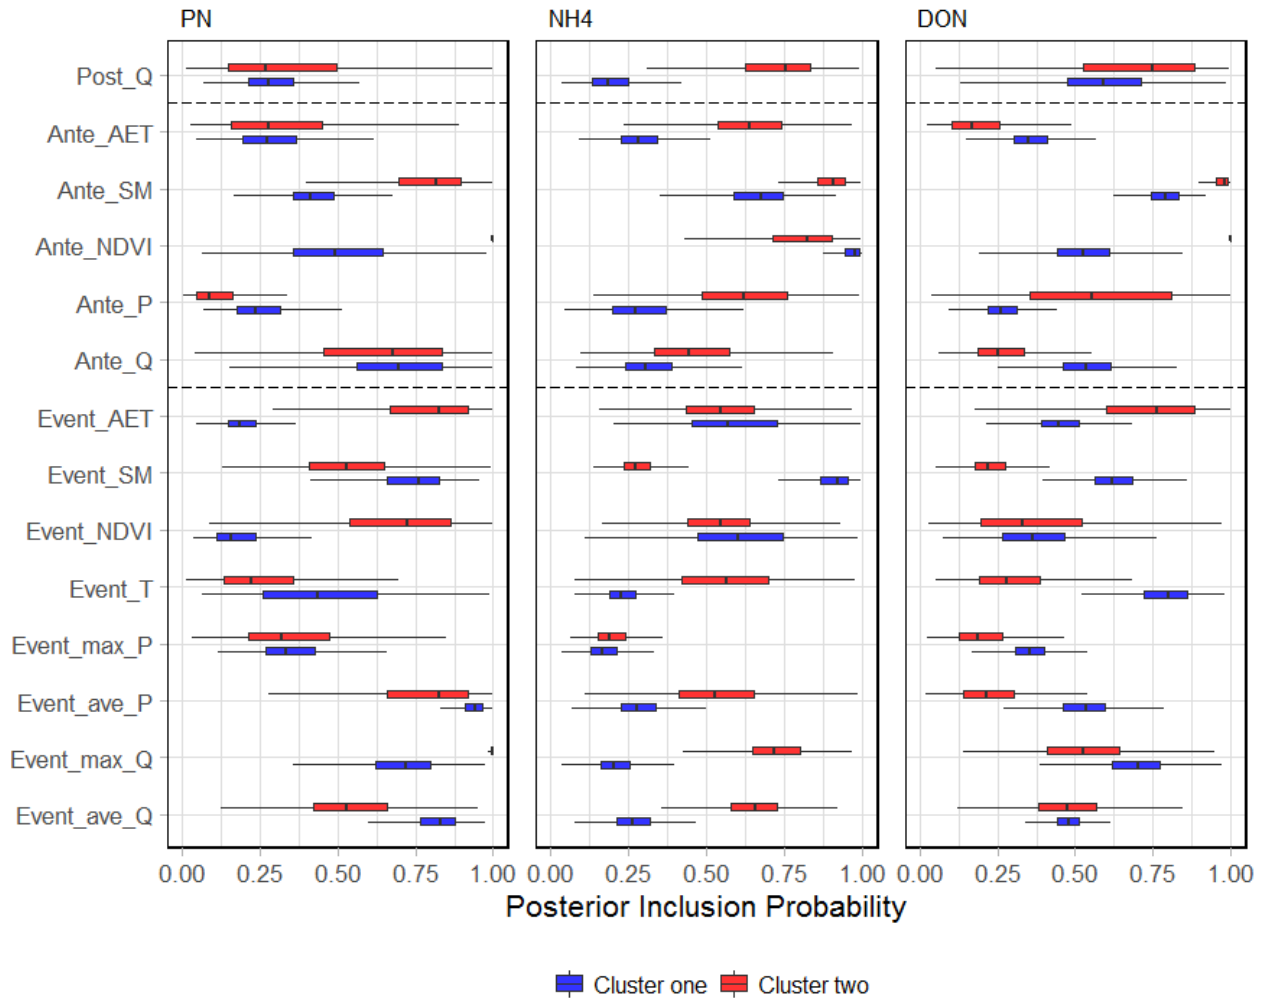 PN NH4 DON
Post_Q
Ante_AET
Ante_SM
Ante_NDVI
Ante_P
Ante_Q
Event_AET
Event_SM
Event_NDVI
Event_T
Event_max_P
Event_ave_P
Event_max_Q
Event_ave_Q
0.00 0.25 0.50 0.75 1.00 0.00 0.25 0.50 0.75 1.00 0.00 0.25 0.50 0.75 1.00
Posterior Inclusion Probability
Cluster one Cluster two